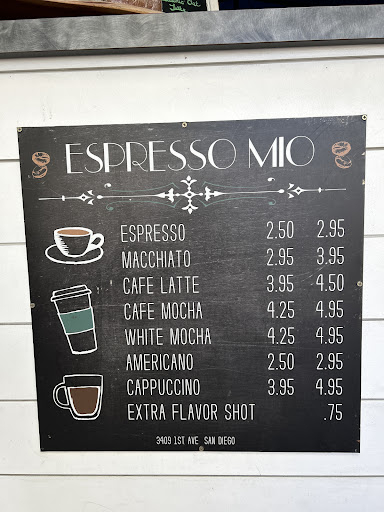 ESPRESSO MIO
ESPRESSO 2.50 2.95
MACCHIATO 2.95 3.95
CAFE LATTE 3.95 4.50
CAFE MOCHA 4.25 4.95
WHITE MOCHA 4.25 4.95
AMERICANO 2.50 2.95
CAPPUCCINO 3.95 4.95
EXTRA FLAVOR SHOT .75
3409 1ST AVE SAN DIEGO